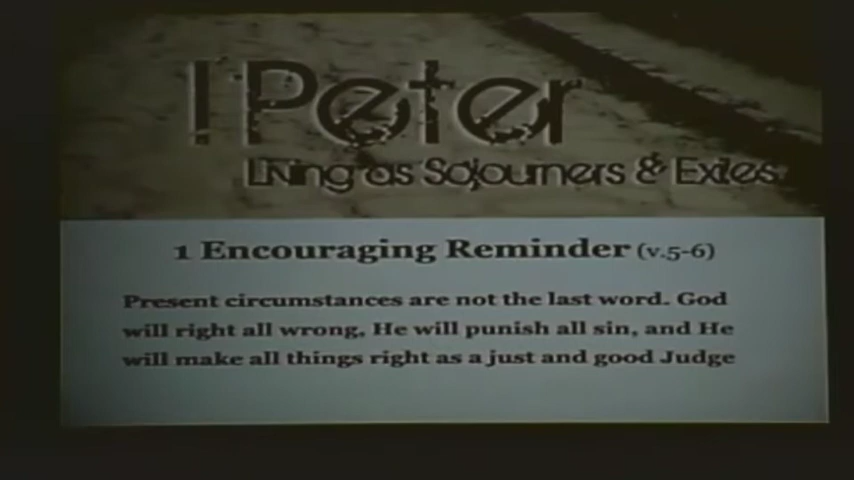 I Peter
Living as Sojourners & Exiles
1 Encouraging Reminder (v.5-6)
Present circumstances are not the last word. God
will right all wrong, He will punish all sin, and He
will make all things right as a just and good Judge